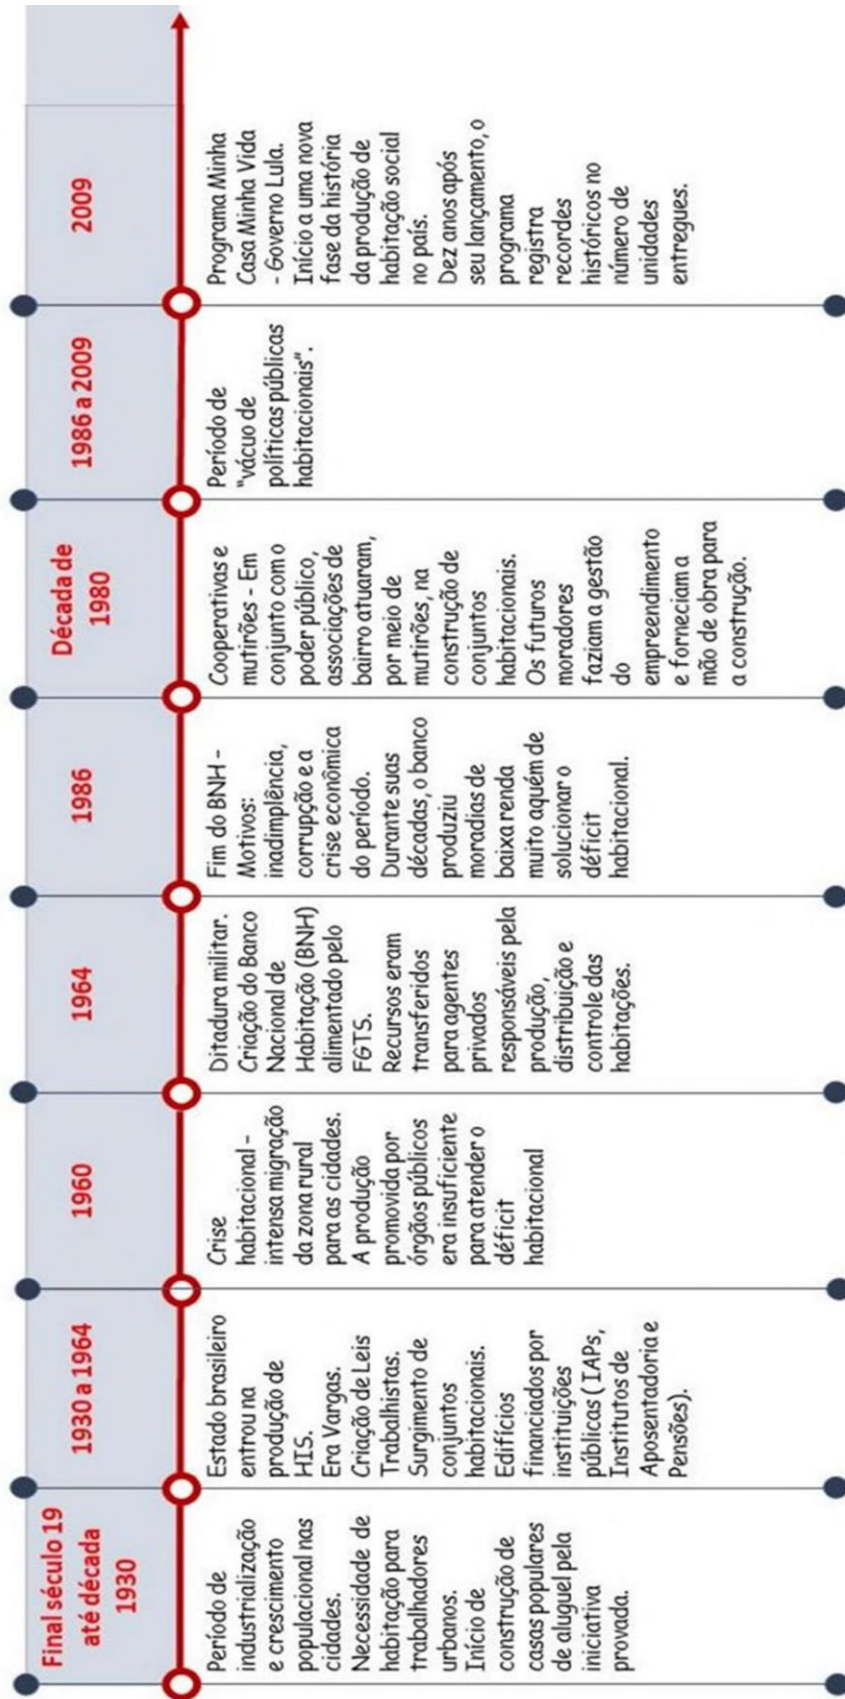 Final século 19
até década
1930
Período de
industrialização
e crescimento
populacional nas
cidades.
Necessidade de
habitação para
trabalhadores
urbanos.
Início de
construção de
casas populares
de aluguel pela
iniciativa
provada.
1930 a 1964
Estado brasileiro
entrou na
produção de
HIS.
Era Vargas.
Criação de Leis
Trabalhistas.
Surgimento de
conjuntos
habitacionais.
Edifícios
financiados por
instituições
públicas (IAPs,
Institutos de
Aposentadoria e
Pensões).
1960
Crise
habitacional –
intensa migração
da zona rural
para as cidades.
A produção
promovida por
órgãos públicos
era insuficiente
para atender o
déficit
habitacional
1964
Ditadura militar.
Criação do Banco
Nacional de
Habitação (BNH)
alimentado pelo
FGTS.
Recursos eram
transferidos
para agentes
privados
responsáveis pela
produção,
distribuição e
controle das
habitações.
1986
Fim do BNH –
Motivos:
inadimplência,
corrupção e a
crise econômica
do período.
Durante suas
décadas, o banco
produziu
moradias de
baixa renda
muito aquém de
solucionar o
déficit
habitacional.
Década de
1980
Cooperativas e
mutirões – Em
conjunto com o
poder público,
associações de
bairro atuaram,
por meio de
mutirões, na
construção de
conjuntos
habitacionais.
Os futuros
moradores
faziam a gestão
do
empreendimento
e forneciam a
mão de obra para
a construção.
1986 a 2009
Período de
"vácuo de
políticas públicas
habitacionais".
2009
Programa Minha
Casa Minha Vida
- Governo Lula.
Início a uma nova
fase da história
da produção de
habitação social
no país.
Dez anos após
seu lançamento, o
programa
registra
recordes
históricos no
número de
unidades
entregues.